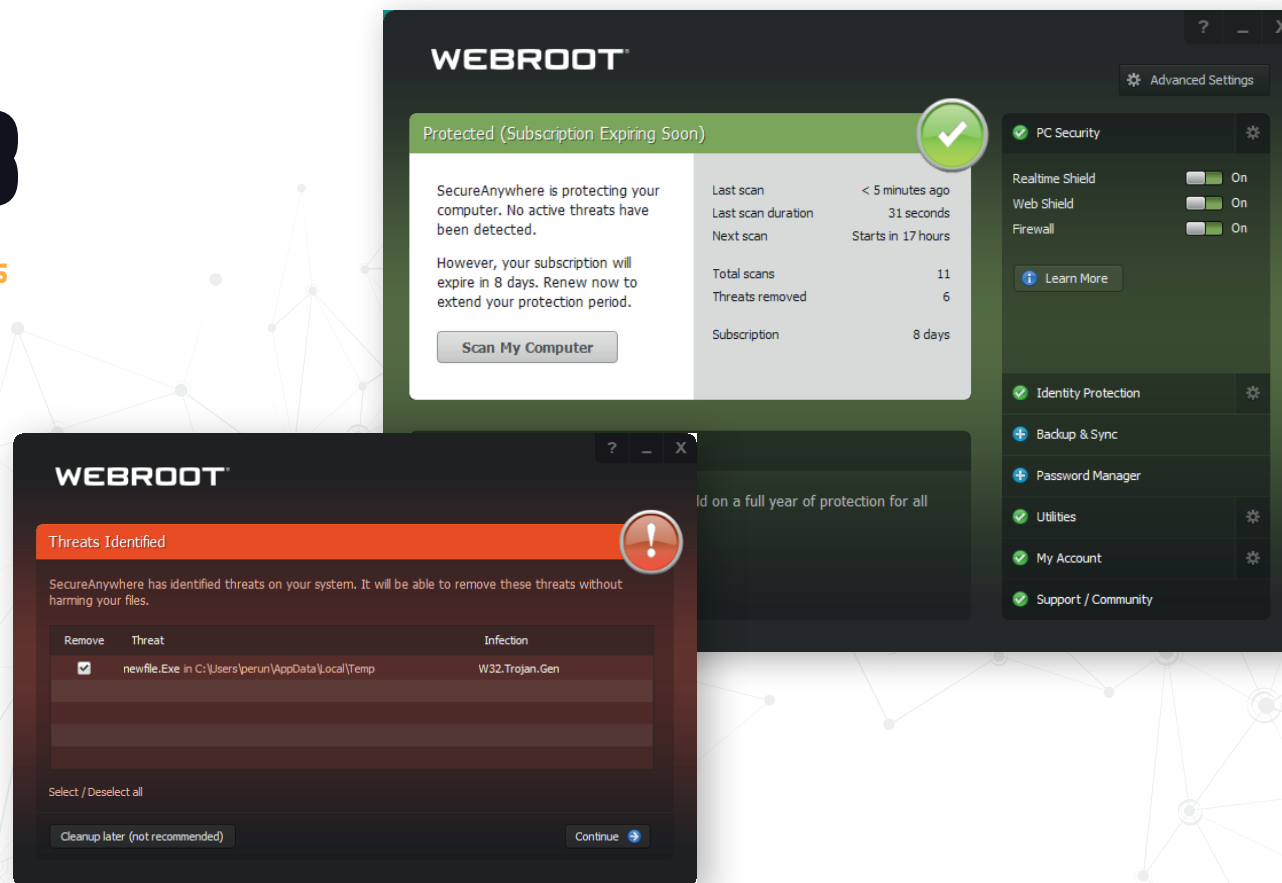 WEBROOT
?
_
X
Advanced Settings
Protected (Subscription Expiring Soon)
SecureAnywhere is protecting your
computer. No active threats have
been detected.
However, your subscription will
expire in 8 days. Renew now to
extend your protection period.
Scan My Computer
Last scan < 5 minutes ago
Last scan duration 31 seconds
Next scan Starts in 17 hours
Total scans 11
Threats removed 6
Subscription 8 days
PC Security
Realtime Shield On
Web Shield On
Firewall On
Learn More
Identity Protection
Backup & Sync
Password Manager
Utilities
My Account
Support / Community
on a full year of protection for all
WEBROOT
?
_
X
Threats Identified
SecureAnywhere has identified threats on your system. It will be able to remove these threats without
harming your files.
Remove Threat Infection
newfile.Exe in C:\Users\perun\AppData\Local\Temp W32.Trojan.Gen
Select / Deselect all
Cleanup later (not recommended)
Continue